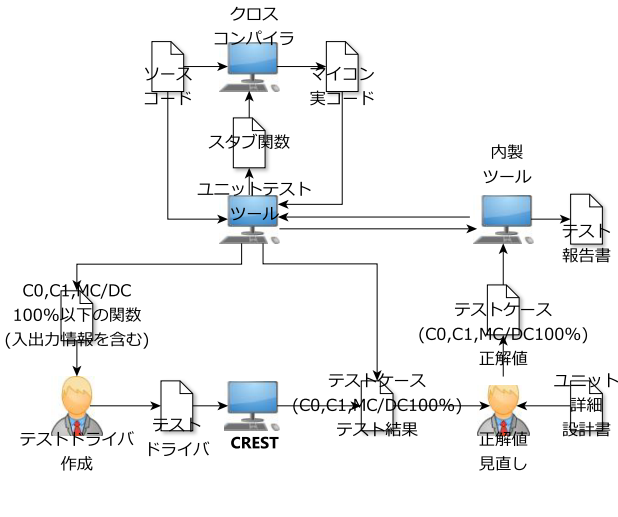 クロス
コンパイラ
ソース
コード
マイコン
実コード
スタブ関数
ユニットテスト
ツール
内製
ツール
テスト
報告書
C0,C1,MC/DC
100%以下の関数
(入出力情報を含む)
テストケース
(C0,C1,MC/DC100%)
正解値
テストドライバ
作成
テスト
ドライバ
CREST
テストケース
(C0,C1,MC/DC100%)
テスト結果
正解値
見直し
ユニット
詳細
設計書